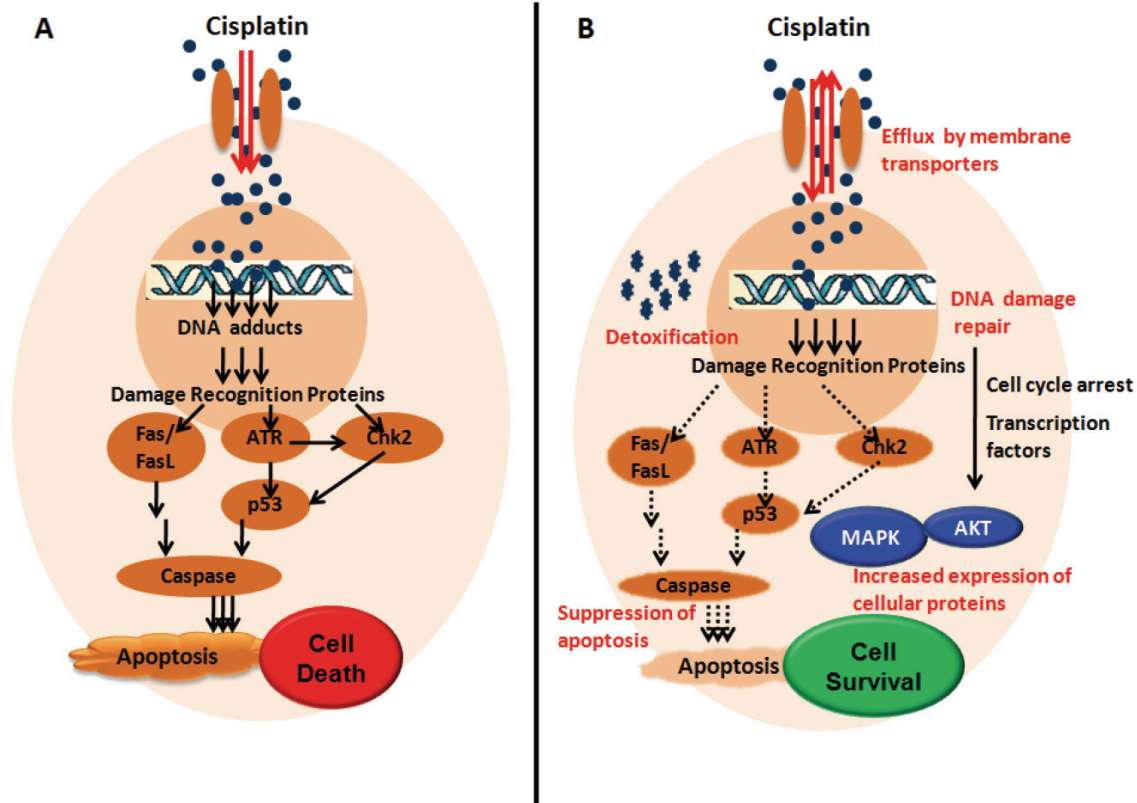 A
Cisplatin
DNA adducts
Damage Recognition Proteins
Fas/
FasL
ATR
Chk2
p53
Caspase
Apoptosis
Cell
Death
B
Cisplatin
Efflux by membrane
transporters
Detoxification
DNA damage
repair
Damage Recognition Proteins
Cell cycle arrest
Transcription
factors
Fas/
FasL
ATR
Chk2
p53
MAPK
AKT
Caspase
Increased expression of
cellular proteins
Suppression of
apoptosis
Apoptosis
Cell
Survival